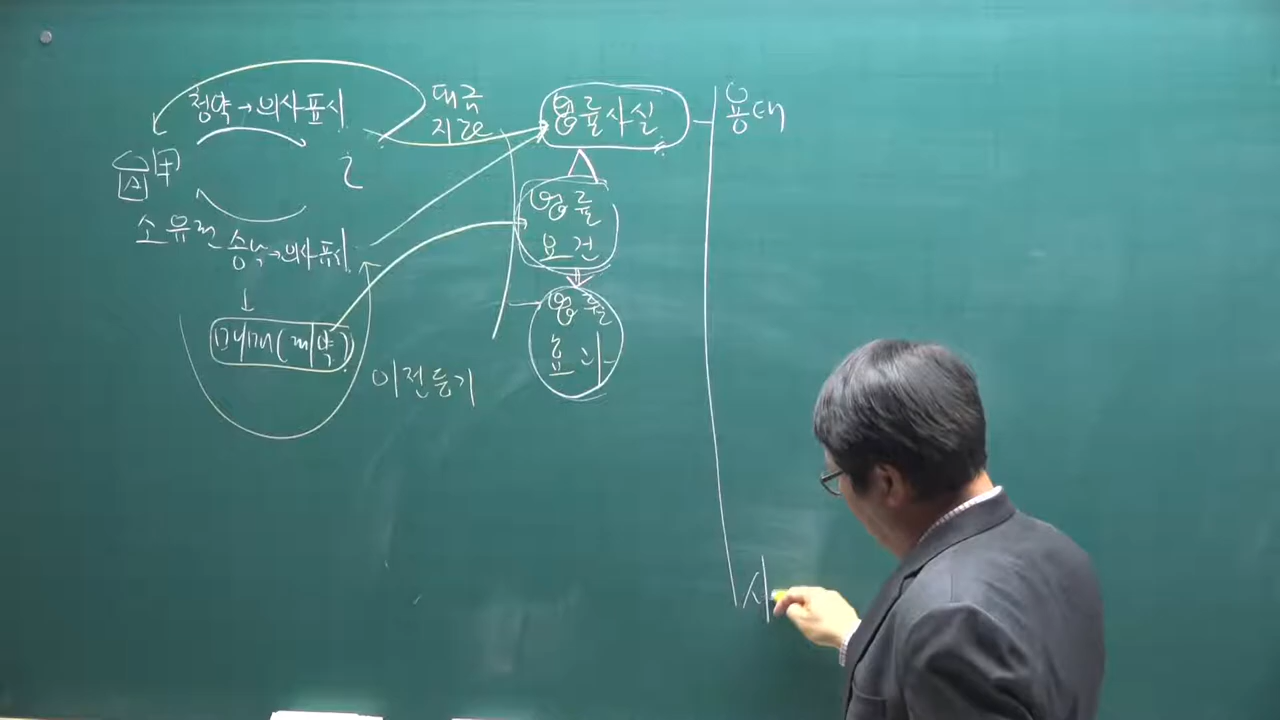 청약→의사표시
甲
乙
소유권
승낙→의사표시
↓
매매(계약)
이전등기
대금
지급
법률사실
법률
요건
법률
효과
용태
사